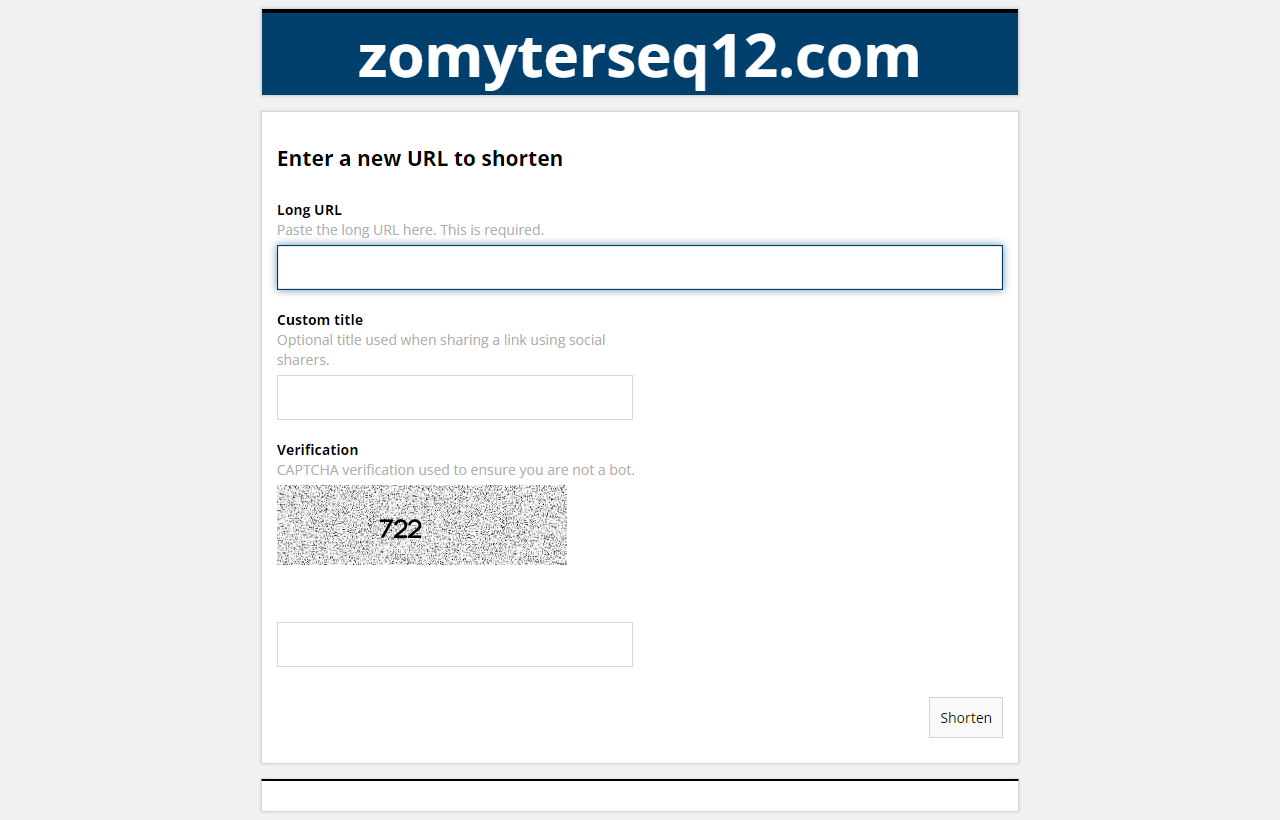 zomyterseq12.com
Enter a new URL to shorten
Long URL
Paste the long URL here. This is required.
Custom title
Optional title used when sharing a link using social
sharers.
Verification
CAPTCHA verification used to ensure you are not a bot.
722
Shorten